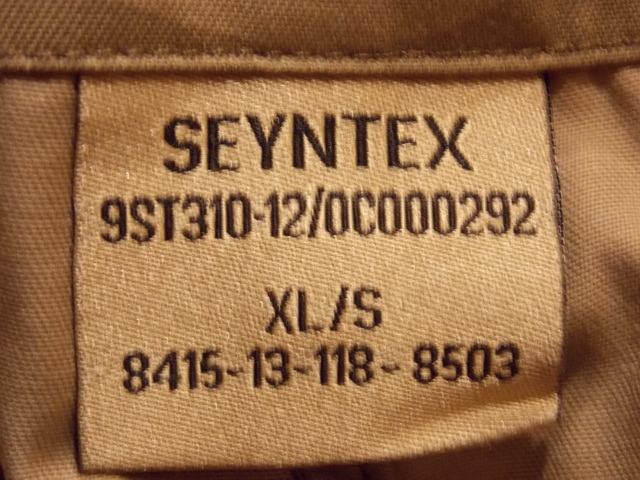 SEYNTEX
9ST310-12/0C000292
XL/S
8415-13-118-8503